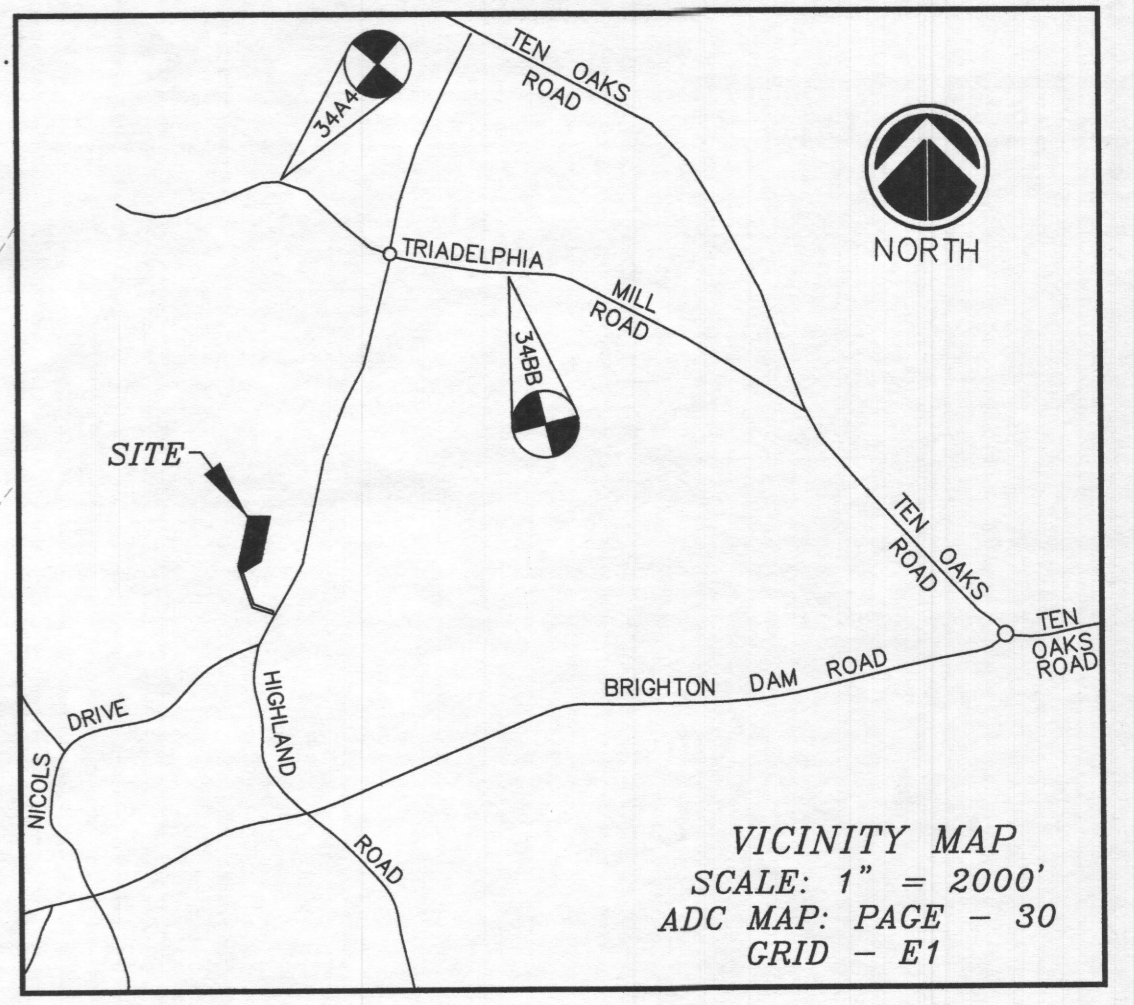 TEN OAKS
ROAD
34A4
NORTH
TRIADELPHIA
MILL
ROAD
34BB
SITE
TEN OAKS
ROAD
TEN
OAKS
ROAD
BRIGHTON DAM ROAD
HIGHLAND
ROAD
NICOLS
DRIVE
VICINITY MAP
SCALE: 1" = 2000'
ADC MAP: PAGE - 30
GRID - E1